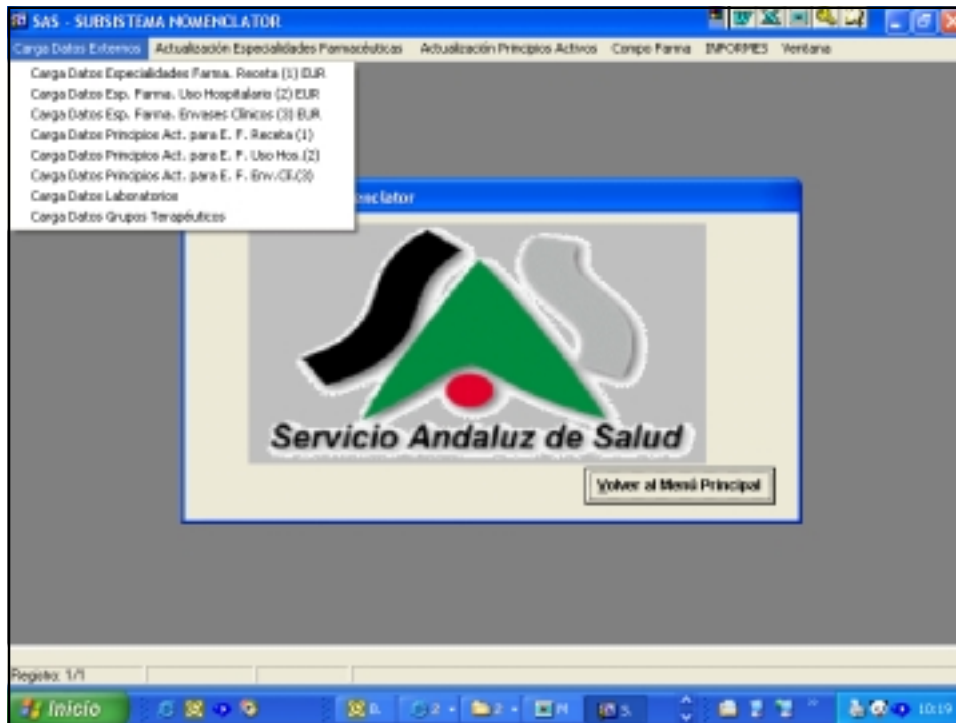 SAS - SUBSISTEMA NOMENCLATOR
Carga Datos Externos Actualización Especialidades Farmacéuticas Actualización Principios Activos Compo Farma INFORMES Ventana
Carga Datos Especialidades Farma. Receta (1) EUR
Carga Datos Esp. Farma. Uso Hospitalario (2) EUR
Carga Datos Esp. Farma. Envases Clínicos (3) EUR
Carga Datos Principios Act. para E. F. Receta (1)
Carga Datos Principios Act. para E. F. Uso Hos.(2)
Carga Datos Principios Act. para E. F. Env.Clí.(3)
Carga Datos Laboratorios
Carga Datos Grupos Terapéuticos
enclator
Servicio Andaluz de Salud
Volver al Menú Principal
Registro: 1/1
Inicio
10:19